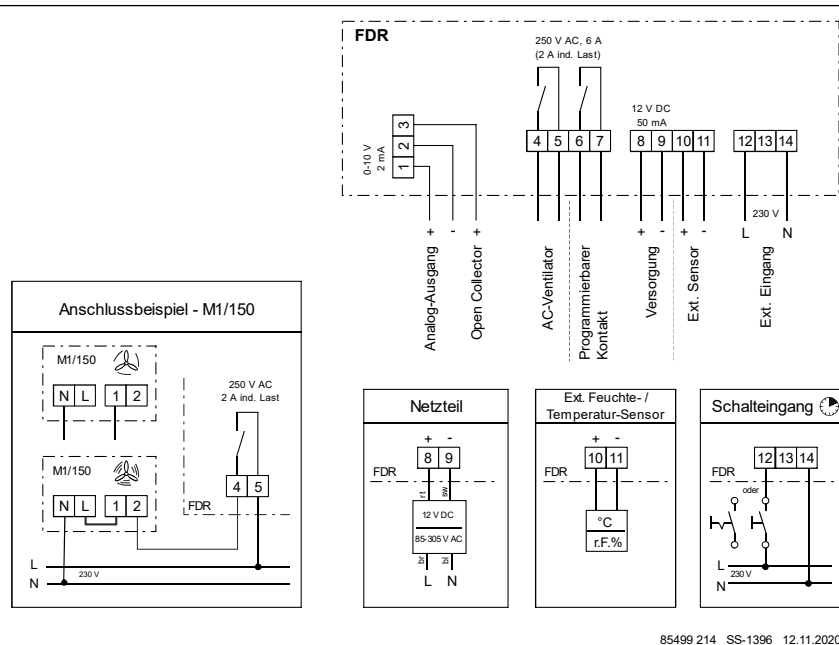 FDR
250 V AC, 6 A
(2 A ind. Last)
12 V DC
50 mA
0-10 V
2 mA
3
2
1
4 5 6 7
8 9 10 11
12 13 14
230 V
+ - +
+ - + -
L N
Analog-Ausgang
Open Collector
AC-Ventilator
Programmierbarer
Kontakt
Versorgung
Ext. Sensor
Ext. Eingang
Anschlussbeispiel - M1/150
M1/150
N L 1 2
250 V AC
2 A ind. Last
M1/150
N L 1 2
4 5
FDR
L
230 V
N
Netzteil
+ -
8 9
FDR
rt sw
12 V DC
85-305 V AC
br bl
L N
Ext. Feuchte- /
Temperatur-Sensor
+ -
10 11
FDR
°C
r.F.%
Schalteingang
12 13 14
FDR
oder
L
230 V
N
85499 214 SS-1396 12.11.2020